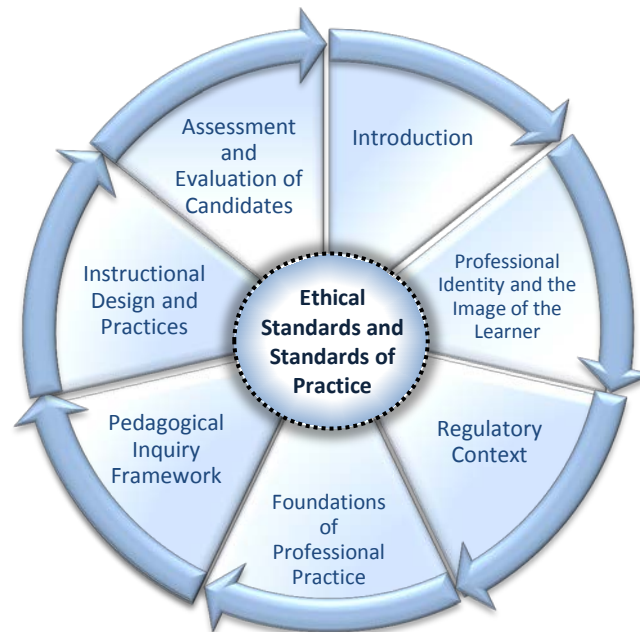 Introduction
Professional
Identity and the
Image of the
Learner
Regulatory
Context
Foundations
of
Professional
Practice
Pedagogical
Inquiry
Framework
Instructional
Design and
Practices
Assessment
and
Evaluation of
Candidates
Ethical
Standards and
Standards of
Practice